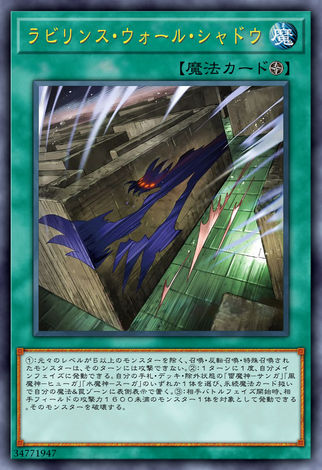 ラビリンス・ウォール・シャドウ 魔
【魔法カード】
①：元々のレベルが５以上のモンスターを除く、召喚・反転召喚・特殊召喚され
たモンスターは、そのターンには攻撃できない。②：１ターンに１度、自分メ
インフェイズに発動できる。自分の手札・デッキ・除外状態の「雷魔神－サンガ」「風
魔神－ヒューガ」「水魔神－スーガ」のいずれか１体を選び、永続魔法カード扱い
で自分の魔法＆罠ゾーンに表側表示で置く。③：相手バトルフェイズ開始時、相
手フィールドの攻撃力１６００未満のモンスター１体を対象として発動でき
る。そのモンスターを破壊する。
34771947